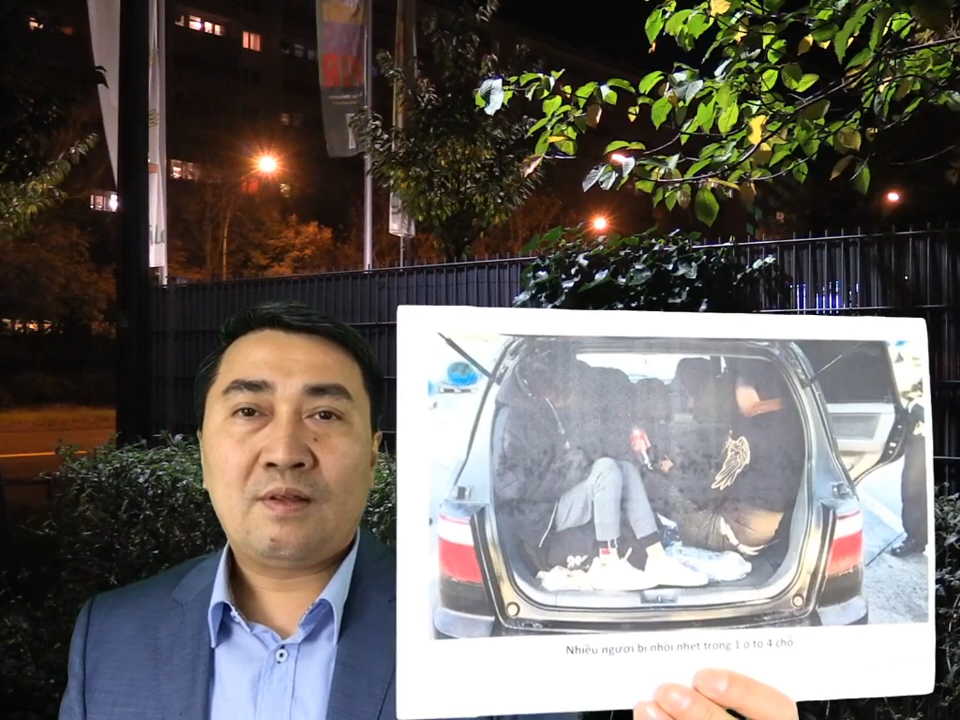 Nhiều người bị nhồi nhét trong 1 ô tô 4 chỗ